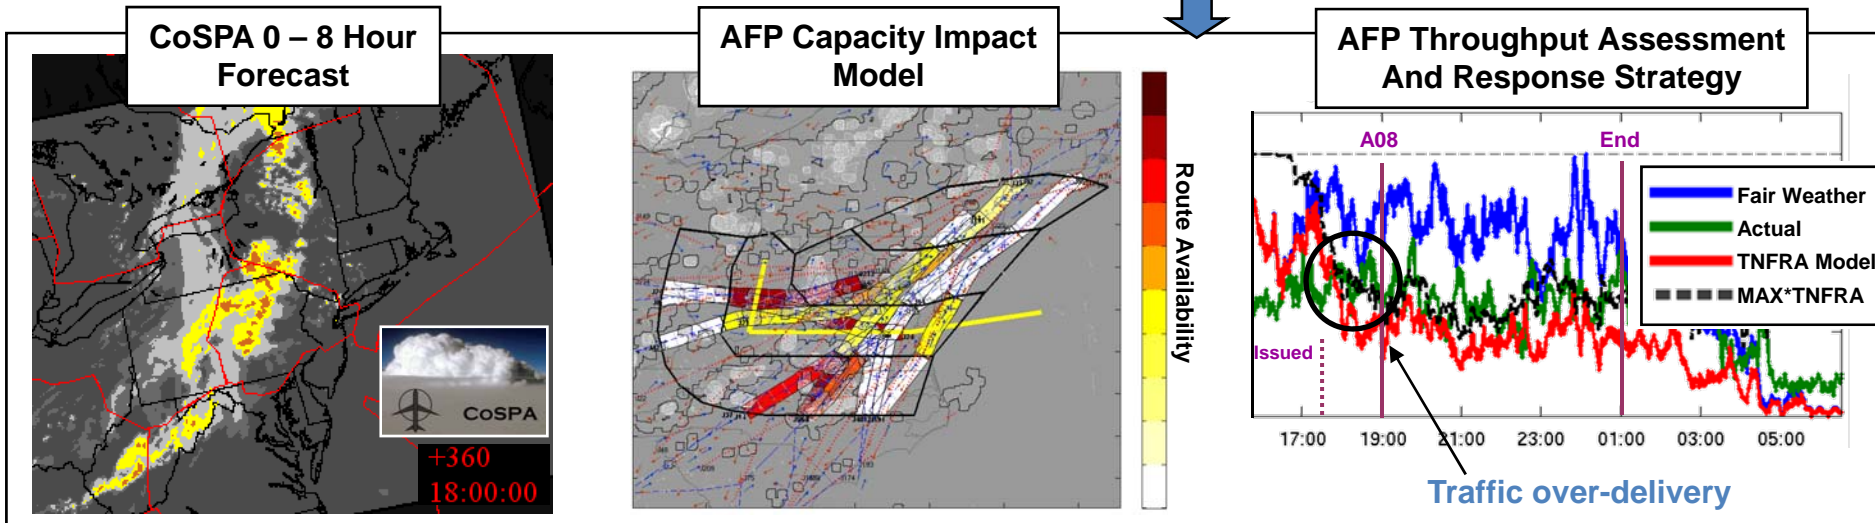 CoSPA 0 – 8 Hour
Forecast
CoSPA
+360
18:00:00
AFP Capacity Impact
Model
Route Availability
AFP Throughput Assessment
And Response Strategy
A08
End
Fair Weather
Actual
TNFRA Model
MAX*TNFRA
Issued
17:00
19:00
21:00
23:00
01:00
03:00
05:00
Traffic over-delivery